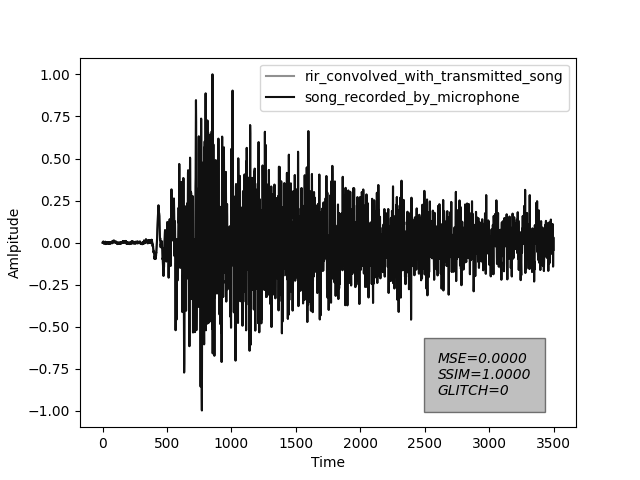 rir_convolved_with_transmitted_song
song_recorded_by_microphone
1.00
0.75
0.50
0.25
0.00
−0.25
−0.50
−0.75
−1.00
Amlpitude
MSE=0.0000
SSIM=1.0000
GLITCH=0
0 500 1000 1500 2000 2500 3000 3500
Time